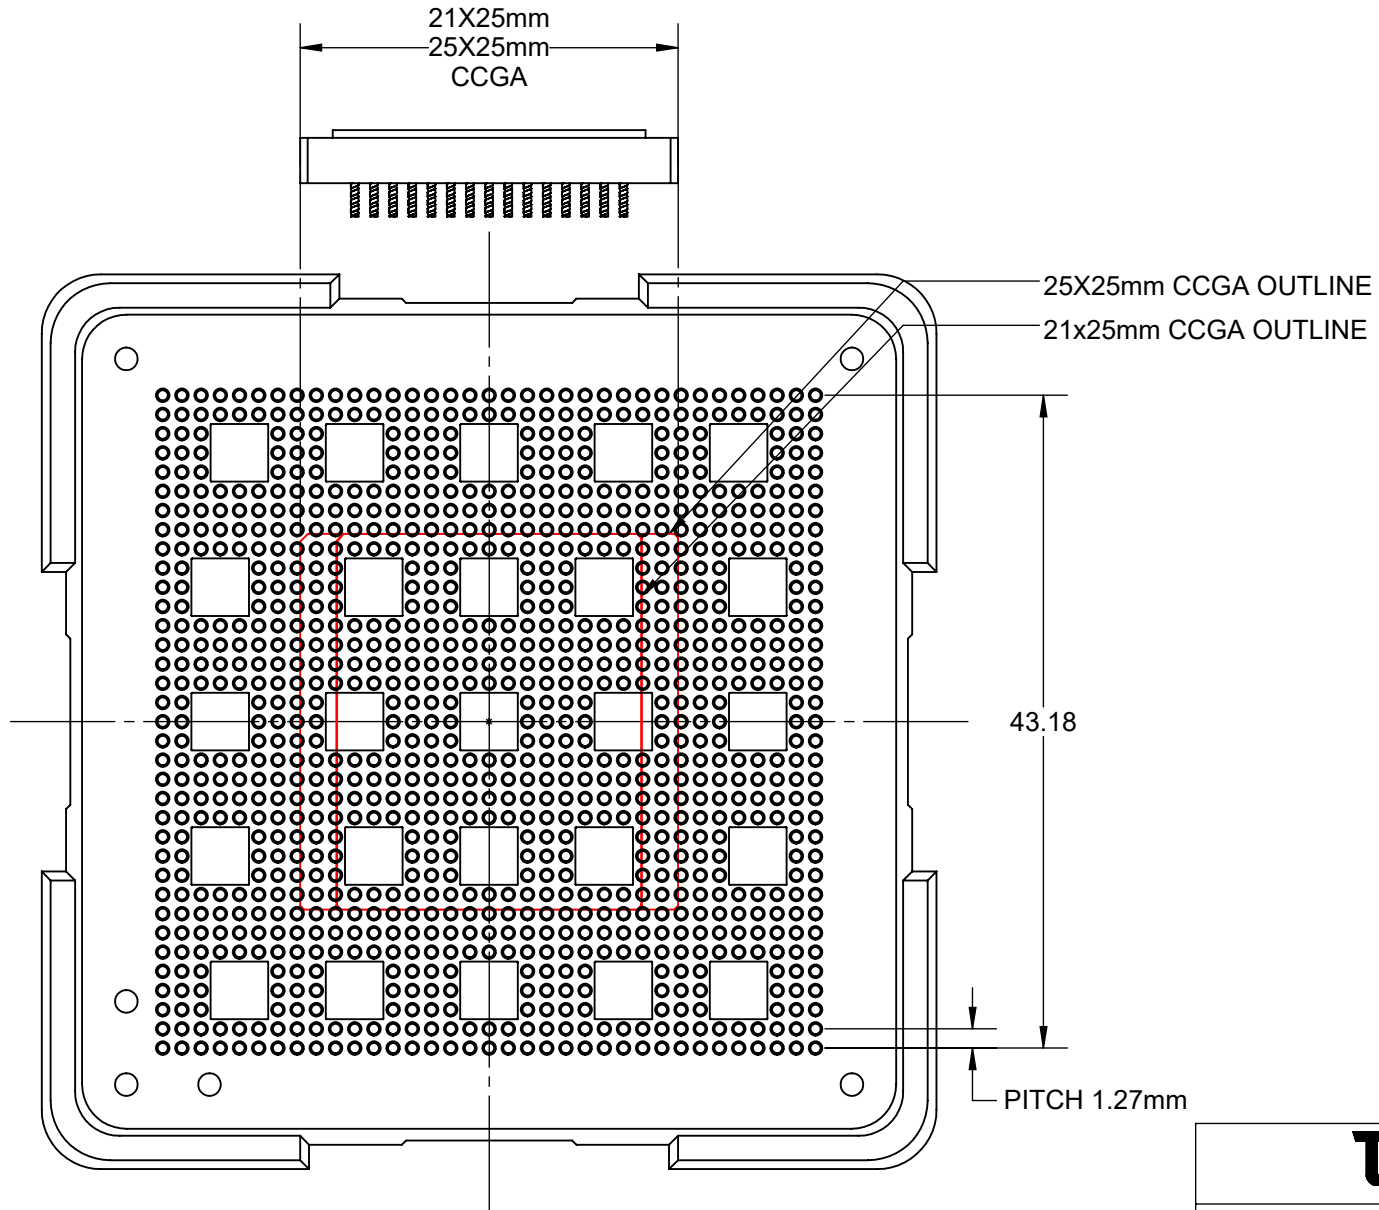 21X25mm
25X25mm
CCGA
25X25mm CCGA OUTLINE
21x25mm CCGA OUTLINE
43.18
PITCH 1.27mm